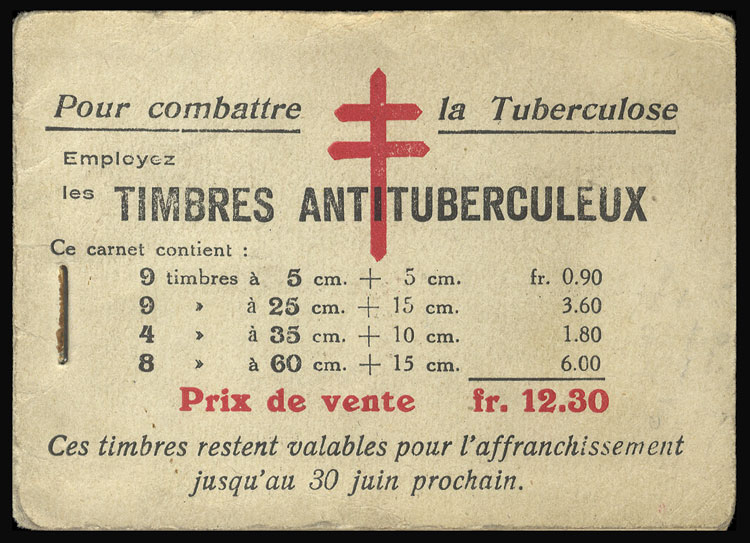 Pour combattre la Tuberculose
Employez
les TIMBRES ANTITUBERCULEUX
Ce carnet contient :
9 timbres à 5 cm. + 5 cm. fr. 0.90
9 » à 25 cm. + 15 cm. 3.60
4 » à 35 cm. + 10 cm. 1.80
8 » à 60 cm. + 15 cm. 6.00
Prix de vente fr. 12.30
Ces timbres restent valables pour l'affranchissement
jusqu'au 30 juin prochain.